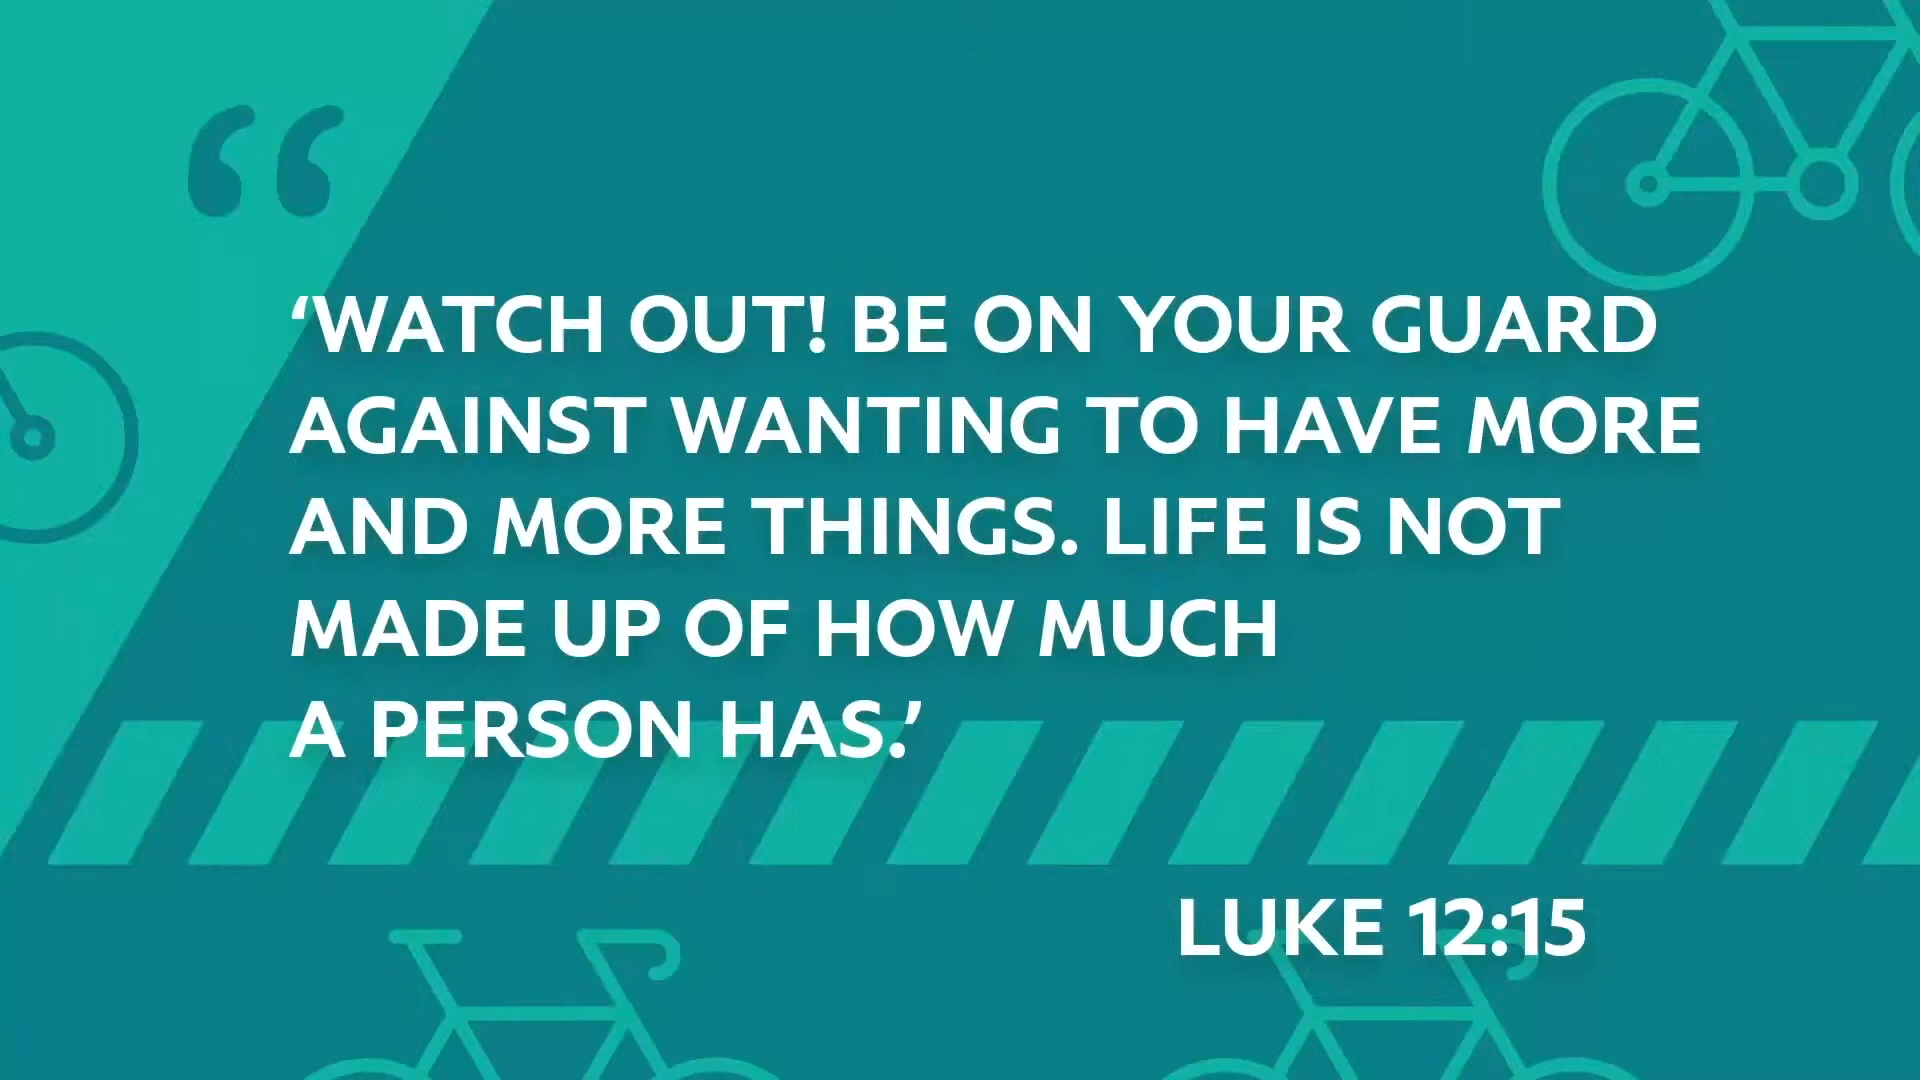 “
‘WATCH OUT! BE ON YOUR GUARD
AGAINST WANTING TO HAVE MORE
AND MORE THINGS. LIFE IS NOT
MADE UP OF HOW MUCH
A PERSON HAS.’
LUKE 12:15